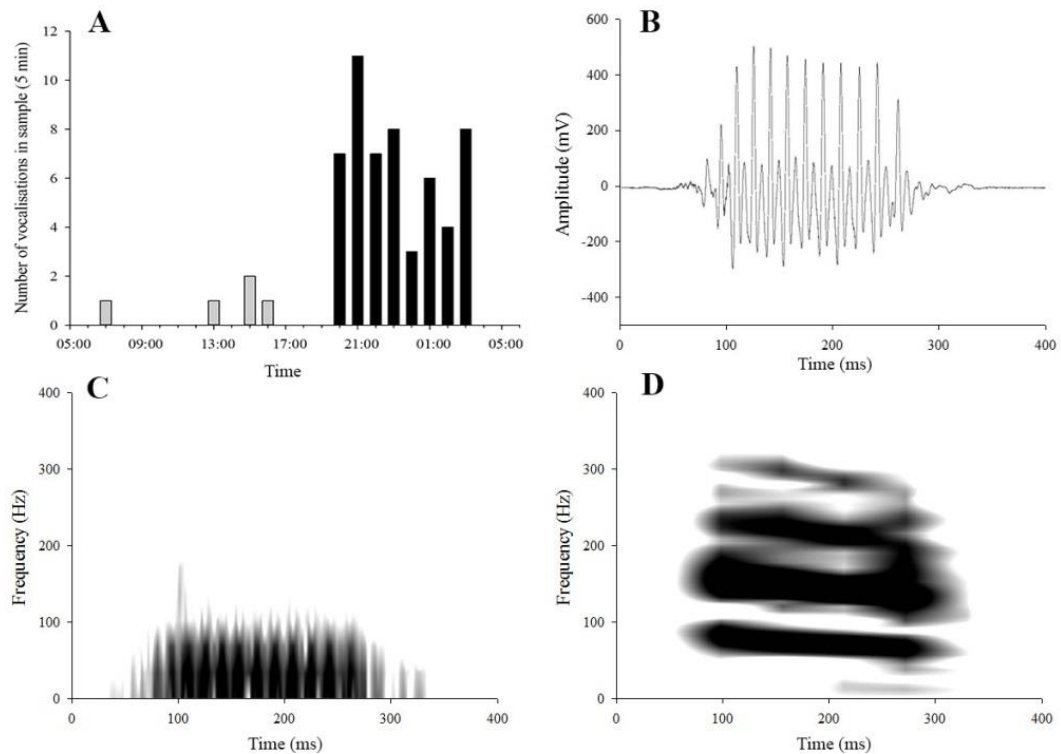 A
Number of vocalisations in sample (5 min)
12
10
8
6
4
2
0
05:00 09:00 13:00 17:00 21:00 01:00 05:00
Time
B
Amplitude (mV)
600
400
200
0
-200
-400
0 100 200 300 400
Time (ms)
C
Frequency (Hz)
400
300
200
100
0
0 100 200 300 400
Time (ms)
D
Frequency (Hz)
400
300
200
100
0
0 100 200 300 400
Time (ms)